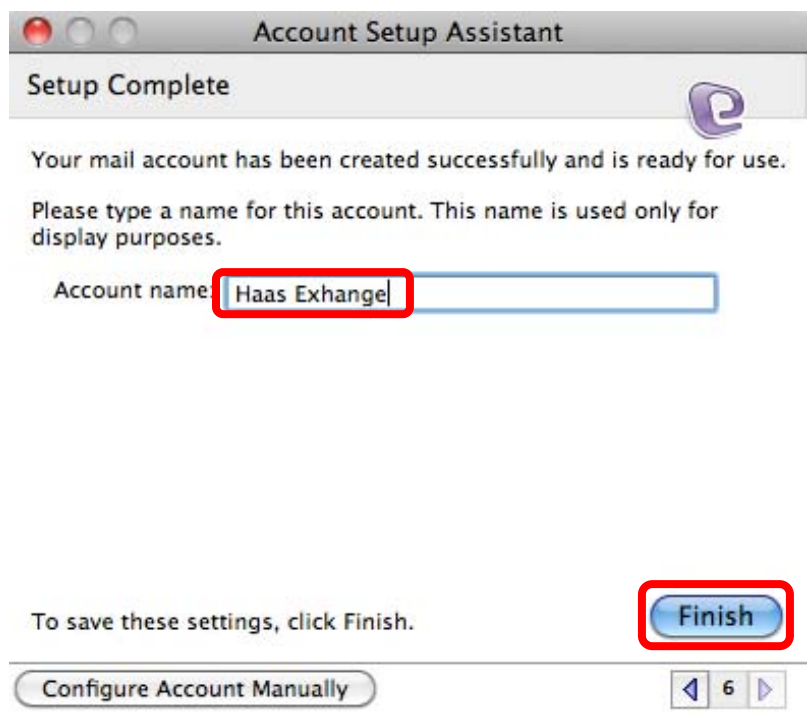 Account Setup Assistant
Setup Complete
Your mail account has been created successfully and is ready for use.
Please type a name for this account. This name is used only for
display purposes.
Account name: Haas Exhange
To save these settings, click Finish.
Finish
Configure Account Manually
6